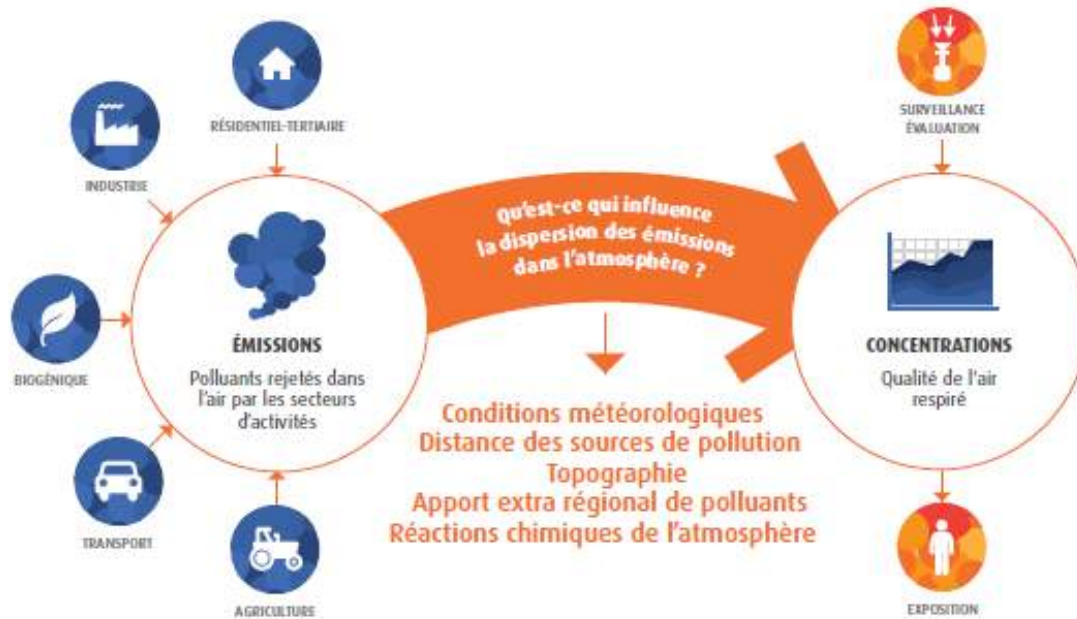 RÉSIDENTIEL-TERTIAIRE
INDUSTRIE
BIOGÉNIQUE
TRANSPORT
AGRICULTURE
ÉMISSIONS
Polluants rejetés dans
l'air par les secteurs
d'activités
Qu'est-ce qui influence
la dispersion des émissions
dans l'atmosphère ?
Conditions météorologiques
Distance des sources de pollution
Topographie
Apport extra régional de polluants
Réactions chimiques de l'atmosphère
SURVEILLANCE
ÉVALUATION
CONCENTRATIONS
Qualité de l'air
respiré
EXPOSITION